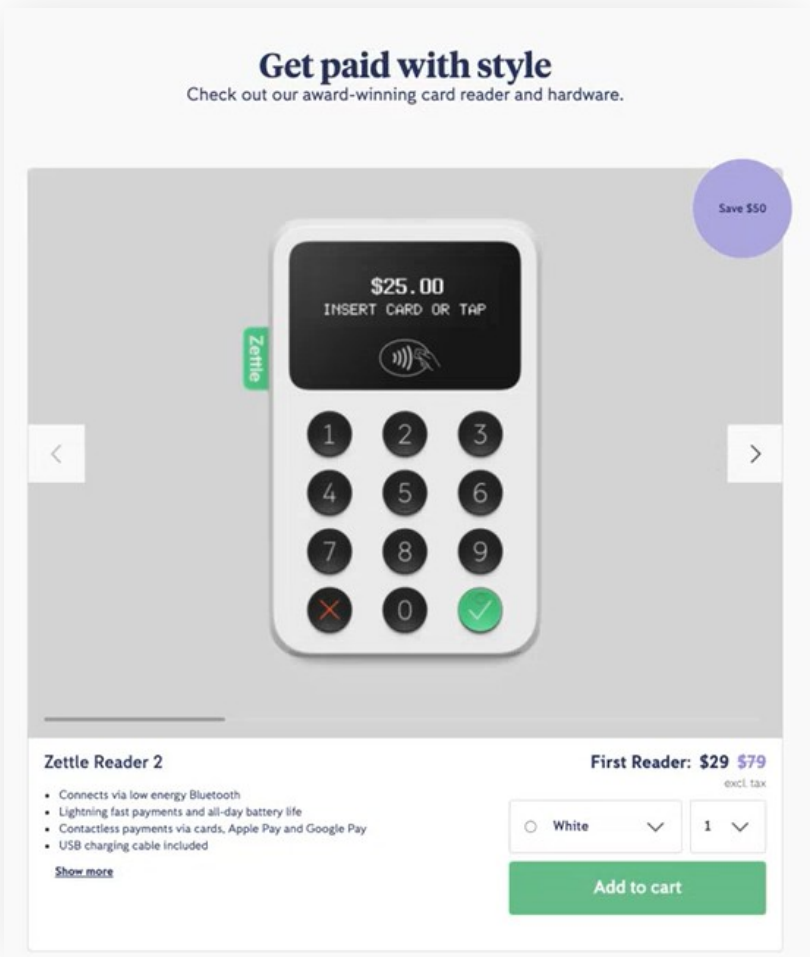 Get paid with style
Check out our award-winning card reader and hardware.
Save $50
$25.00
INSERT CARD OR TAP
Zettle
1 2 3
4 5 6
7 8 9
0
Zettle Reader 2
First Reader: $29 $79
excl. tax
• Connects via low energy Bluetooth
• Lightning fast payments and all-day battery life
• Contactless payments via cards, Apple Pay and Google Pay
• USB charging cable included
Show more
White
1
Add to cart